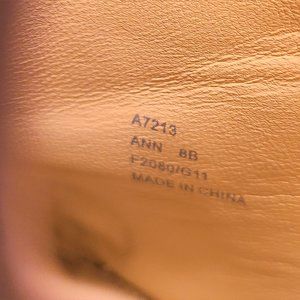 A7213
ANN 8B
F2080/G11
MADE IN CHINA